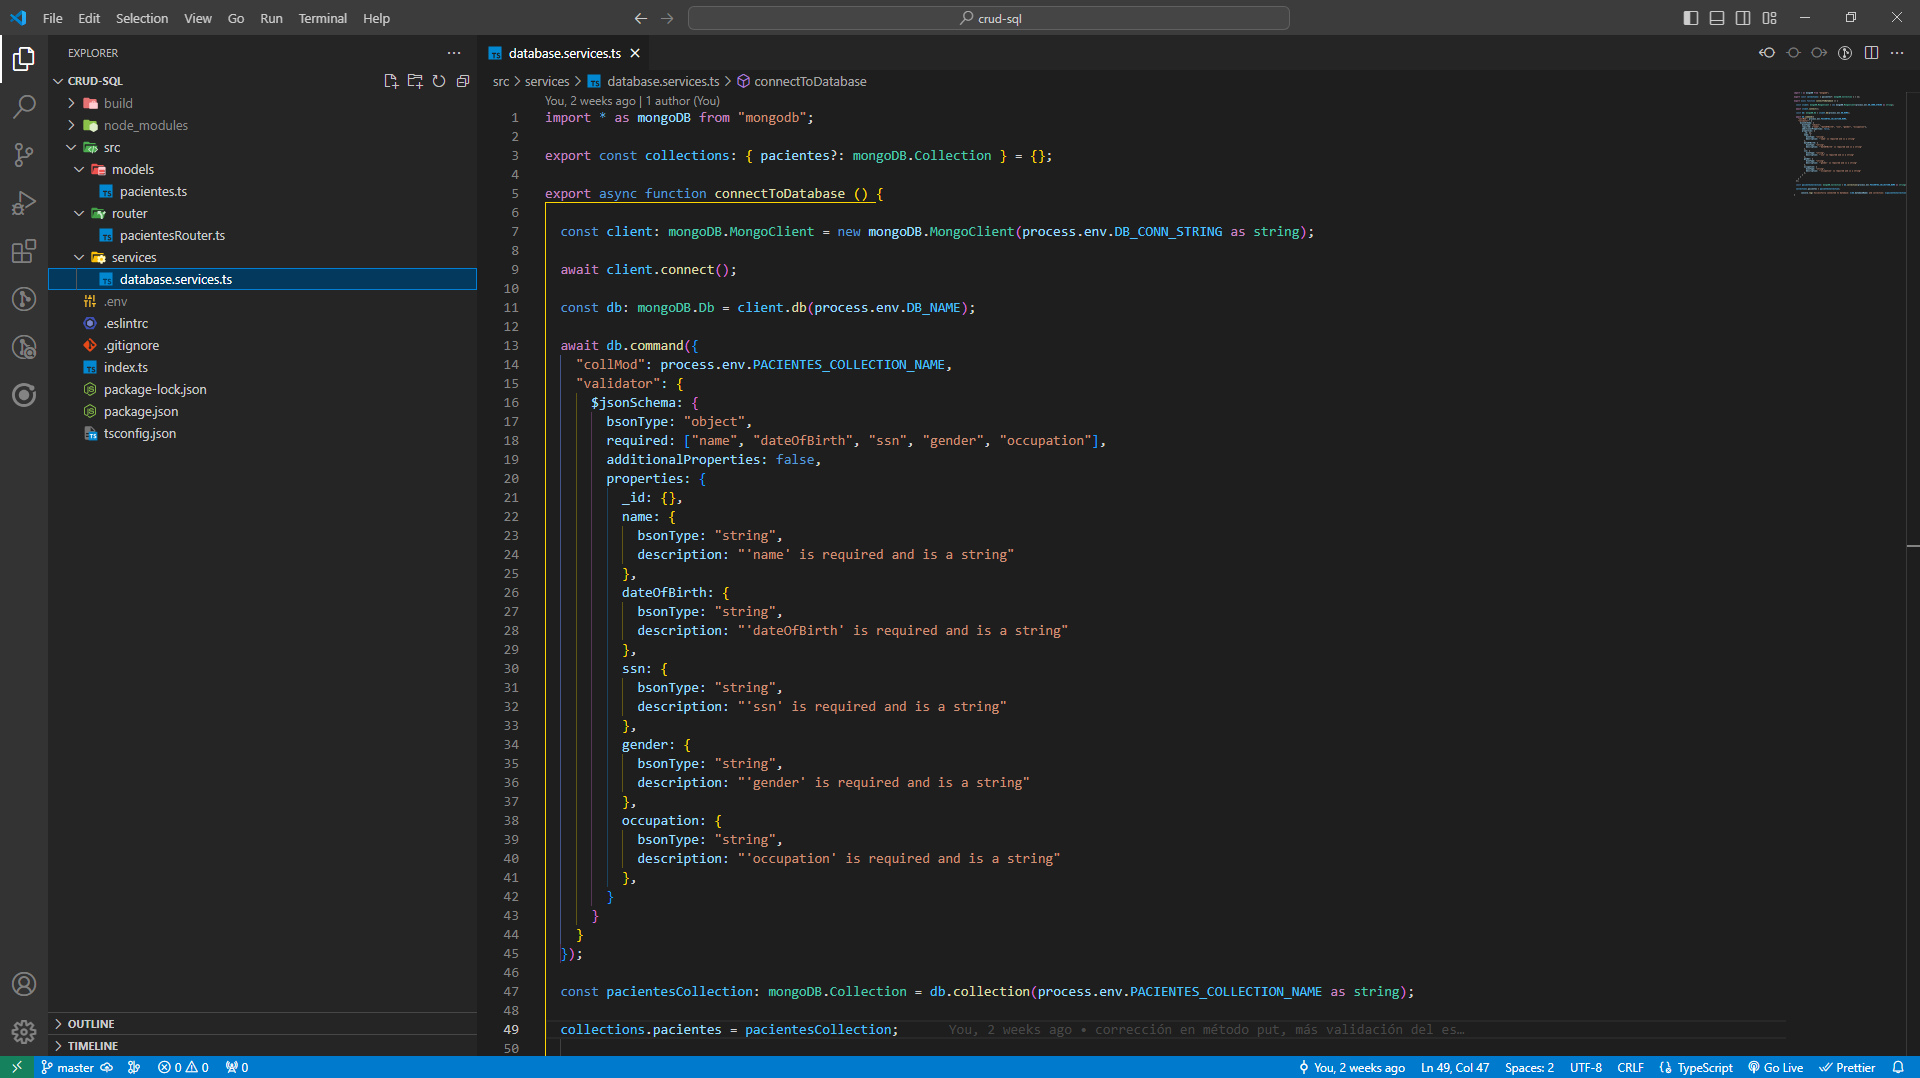 File Edit Selection View Go Run Terminal Help
crud-sql
EXPLORER
CRUD-SQL
build
node_modules
src
models
pacientes.ts
router
pacientesRouter.ts
services
database.services.ts
.env
.eslintrc
.gitignore
index.ts
package-lock.json
package.json
tsconfig.json
OUTLINE
TIMELINE
database.services.ts
src > services > database.services.ts > connectToDatabase
You, 2 weeks ago | 1 author (You)
1 import * as mongoDB from "mongodb";
2
3 export const collections: { pacientes?: mongoDB.Collection } = {};
4
5 export async function connectToDatabase () {
6
7 const client: mongoDB.MongoClient = new mongoDB.MongoClient(process.env.DB_CONN_STRING as string);
8
9 await client.connect();
10
11 const db: mongoDB.Db = client.db(process.env.DB_NAME);
12
13 await db.command({
14 "collMod": process.env.PACIENTES_COLLECTION_NAME,
15 "validator": {
16 $jsonSchema: {
17 bsonType: "object",
18 required: ["name", "dateOfBirth", "ssn", "gender", "occupation"],
19 additionalProperties: false,
20 properties: {
21 _id: {},
22 name: {
23 bsonType: "string",
24 description: "'name' is required and is a string"
25 },
26 dateOfBirth: {
27 bsonType: "string",
28 description: "'dateOfBirth' is required and is a string"
29 },
30 ssn: {
31 bsonType: "string",
32 description: "'ssn' is required and is a string"
33 },
34 gender: {
35 bsonType: "string",
36 description: "'gender' is required and is a string"
37 },
38 occupation: {
39 bsonType: "string",
40 description: "'occupation' is required and is a string"
41 },
42 }
43 }
44 }
45 });
46
47 const pacientesCollection: mongoDB.Collection = db.collection(process.env.PACIENTES_COLLECTION_NAME as string);
48
49 collections.pacientes = pacientesCollection; You, 2 weeks ago • corrección en método put, más validación del es…
50
master 0 0 0 You, 2 weeks ago Ln 49, Col 47 Spaces: 2 UTF-8 CRLF TypeScript Go Live Prettier